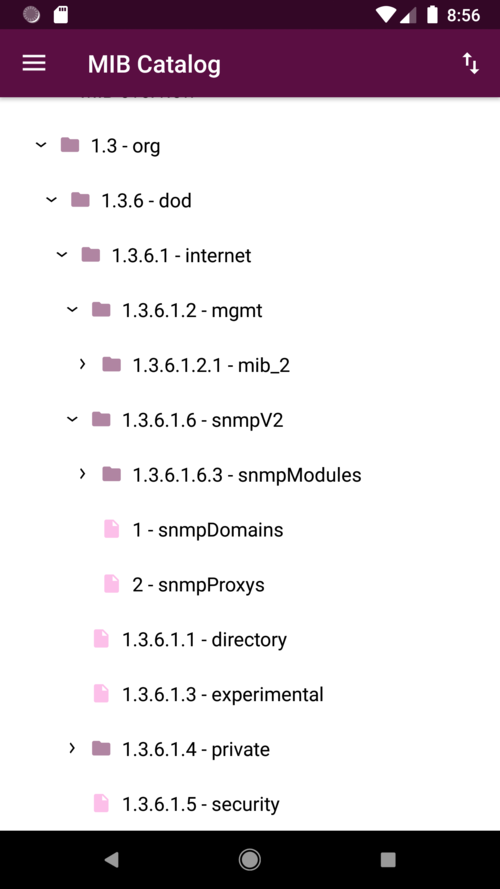 8:56
MIB Catalog
1.3 - org
1.3.6 - dod
1.3.6.1 - internet
1.3.6.1.2 - mgmt
1.3.6.1.2.1 - mib_2
1.3.6.1.6 - snmpV2
1.3.6.1.6.3 - snmpModules
1 - snmpDomains
2 - snmpProxys
1.3.6.1.1 - directory
1.3.6.1.3 - experimental
1.3.6.1.4 - private
1.3.6.1.5 - security